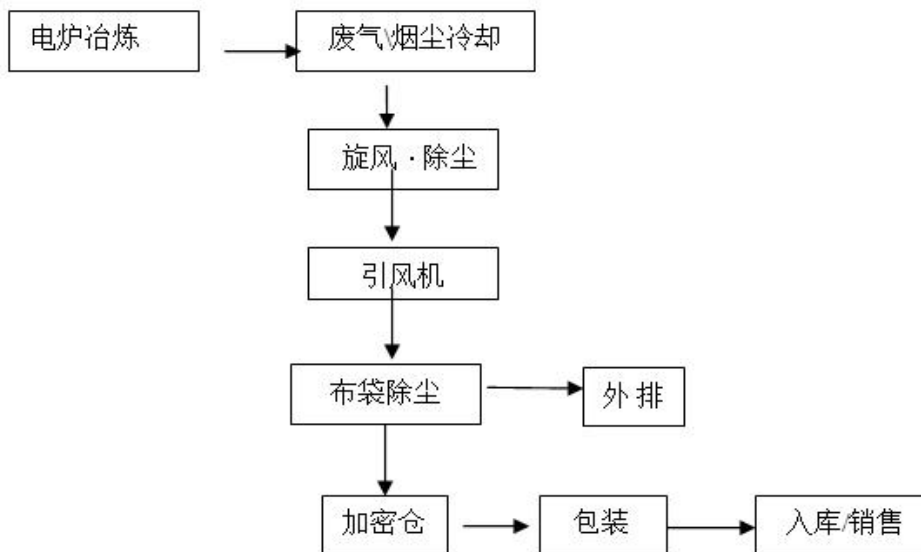 电炉冶炼
废气\烟尘冷却
旋风·除尘
引风机
布袋除尘
外 排
加密仓
包装
入库/销售